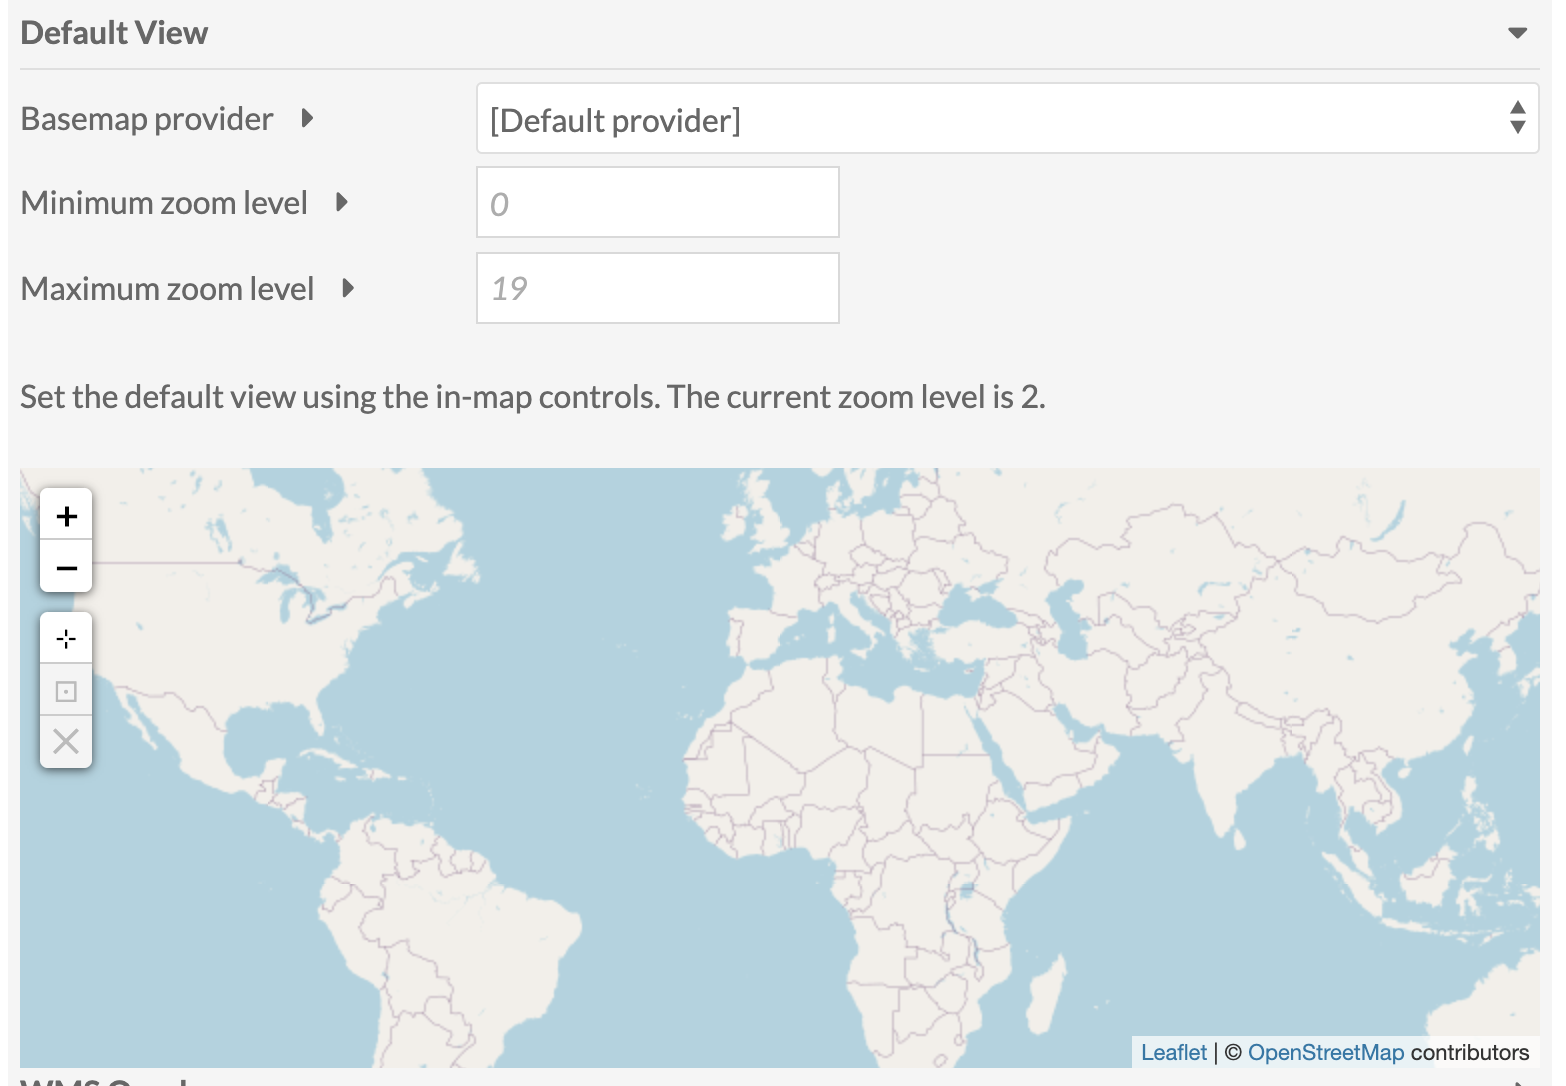 Default View
Basemap provider
[Default provider]
Minimum zoom level
0
Maximum zoom level
19
Set the default view using the in-map controls. The current zoom level is 2.
+
−
Leaflet | © OpenStreetMap contributors